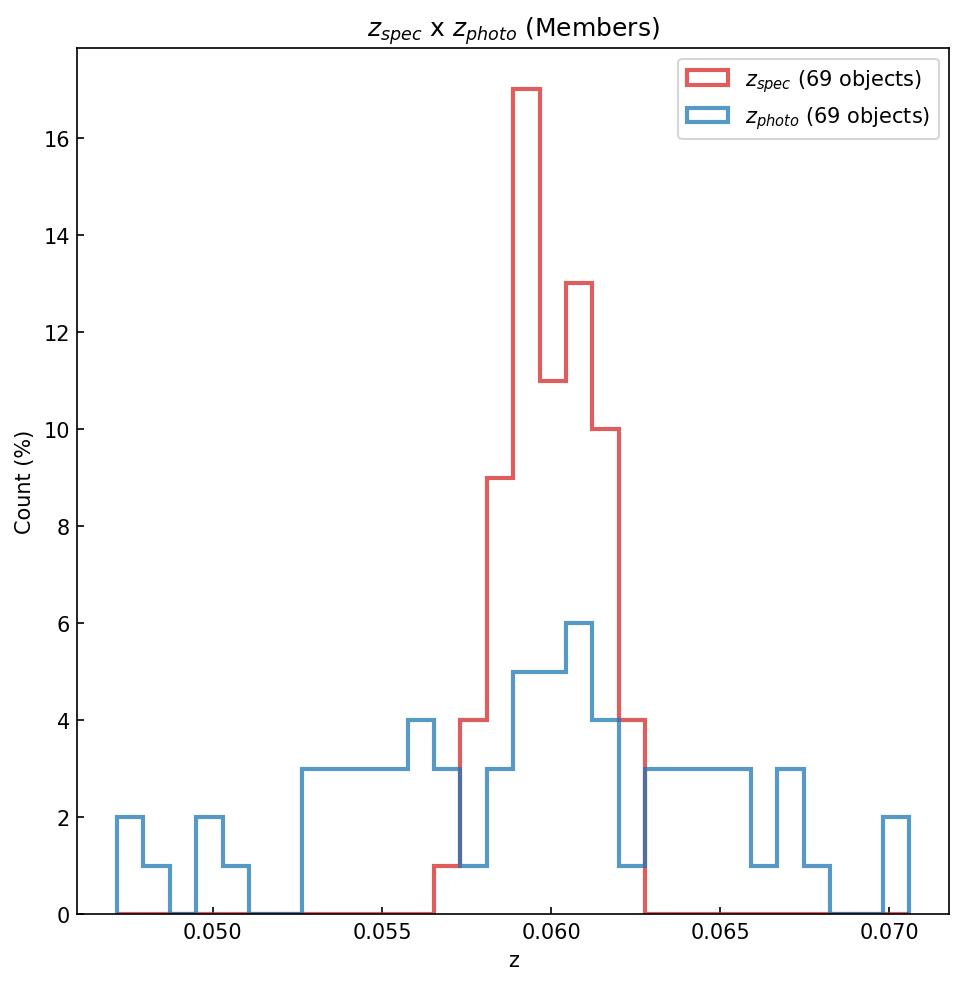 z_spec x z_photo (Members)
z_spec (69 objects)
z_photo (69 objects)
Count (%)
16
14
12
10
8
6
4
2
0
0.050 0.055 0.060 0.065 0.070
z